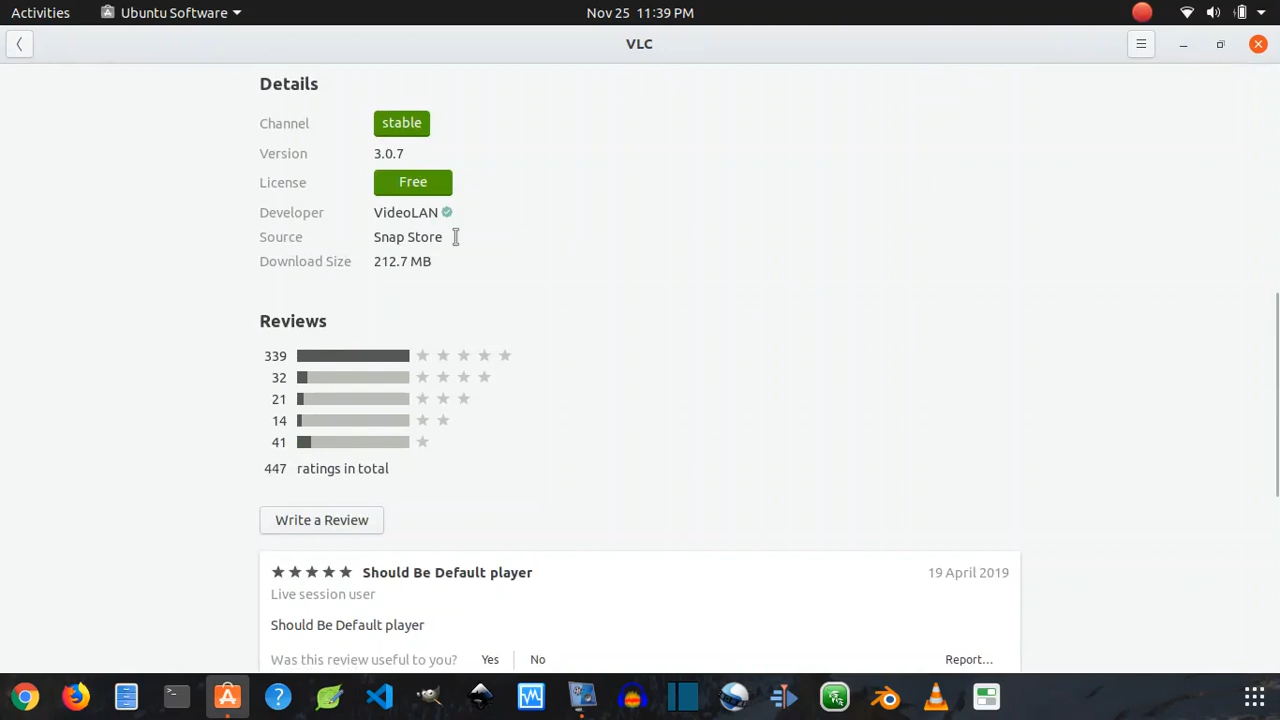 Activities Ubuntu Software Nov 25 11:39 PM
VLC
Details
Channel stable
Version 3.0.7
License Free
Developer VideoLAN
Source Snap Store
Download Size 212.7 MB
Reviews
339
32
21
14
41
447 ratings in total
Write a Review
Should Be Default player 19 April 2019
Live session user
Should Be Default player
Was this review useful to you? Yes No Report...